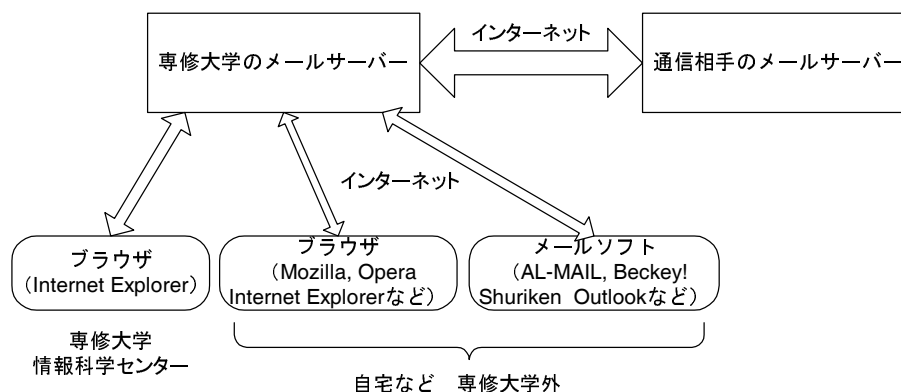 インターネット
専修大学のメールサーバー
通信相手のメールサーバー
インターネット
ブラウザ
（Internet Explorer）
ブラウザ
（Mozilla, Opera
Internet Explorerなど）
メールソフト
（AL-MAIL, Beckey!
Shuriken Outlookなど）
専修大学
情報科学センター
自宅など　専修大学外